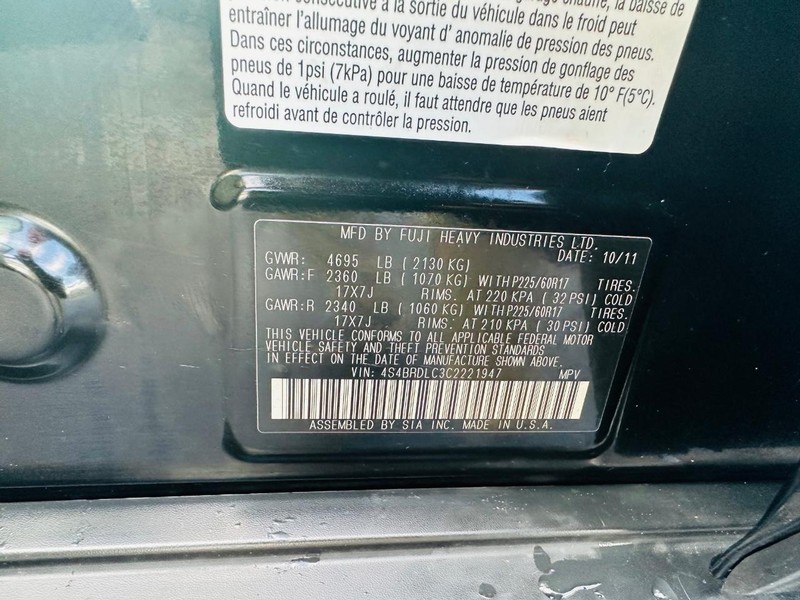 consécutive à la sortie du véhicule dans le froid peut
entraîner l'allumage du voyant d' anomalie de pression des pneus.
Dans ces circonstances, augmenter la pression de gonflage des
pneus de 1psi (7kPa) pour une baisse de température de 10° F(5°C).
Quand le véhicule a roulé, il faut attendre que les pneus aient
refroidi avant de contrôler la pression.
MFD BY FUJI HEAVY INDUSTRIES LTD.
GVWR: 4695 LB ( 2130 KG) DATE: 10/11
GAWR:F 2360 LB ( 1070 KG) WITH P225/60R17 TIRES.
17X7J RIMS. AT 220 KPA ( 32 PSI) COLD
GAWR:R 2340 LB ( 1060 KG) WITH P225/60R17 TIRES.
17X7J RIMS. AT 210 KPA ( 30 PSI) COLD
THIS VEHICLE CONFORMS TO ALL APPLICABLE FEDERAL MOTOR
VEHICLE SAFETY AND THEFT PREVENTION STANDARDS
IN EFFECT ON THE DATE OF MANUFACTURE SHOWN ABOVE.
VIN: 4S4BRDLC3C2221947 MPV
ASSEMBLED BY SIA INC. MADE IN U.S.A.